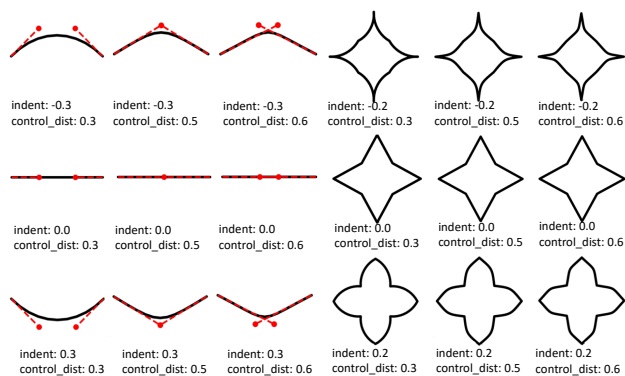 indent: -0.3
control_dist: 0.3
indent: -0.3
control_dist: 0.5
indent: -0.3
control_dist: 0.6
indent: -0.2
control_dist: 0.3
indent: -0.2
control_dist: 0.5
indent: -0.2
control_dist: 0.6
indent: 0.0
control_dist: 0.3
indent: 0.0
control_dist: 0.5
indent: 0.0
control_dist: 0.6
indent: 0.0
control_dist: 0.3
indent: 0.0
control_dist: 0.5
indent: 0.0
control_dist: 0.6
indent: 0.3
control_dist: 0.3
indent: 0.3
control_dist: 0.5
indent: 0.3
control_dist: 0.6
indent: 0.2
control_dist: 0.3
indent: 0.2
control_dist: 0.5
indent: 0.2
control_dist: 0.6